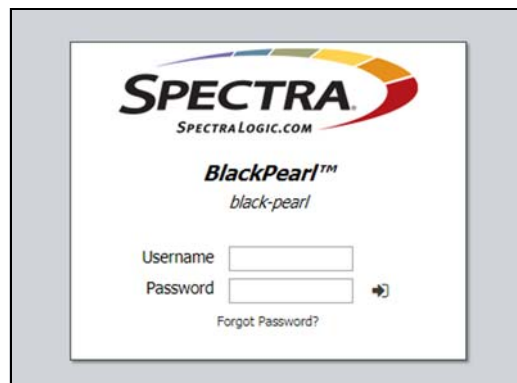 SPECTRA.
SPECTRALOGIC.COM
BlackPearl™
black-pearl
Username
Password
Forgot Password?